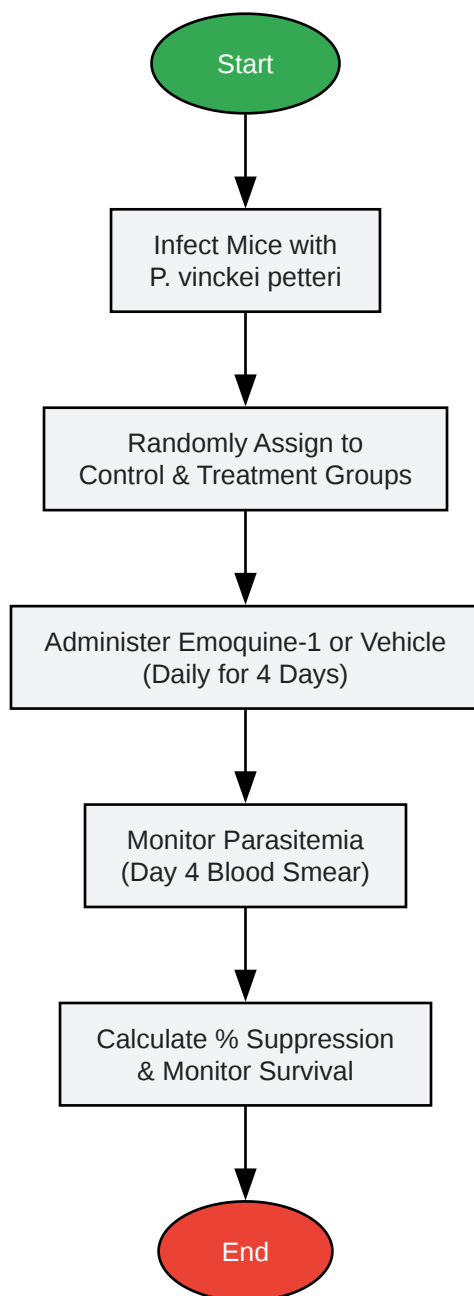 Start
Infect Mice with
P. vinckei petteri
Randomly Assign to
Control & Treatment Groups
Administer Emoquine-1 or Vehicle
(Daily for 4 Days)
Monitor Parasitemia
(Day 4 Blood Smear)
Calculate % Suppression
& Monitor Survival
End